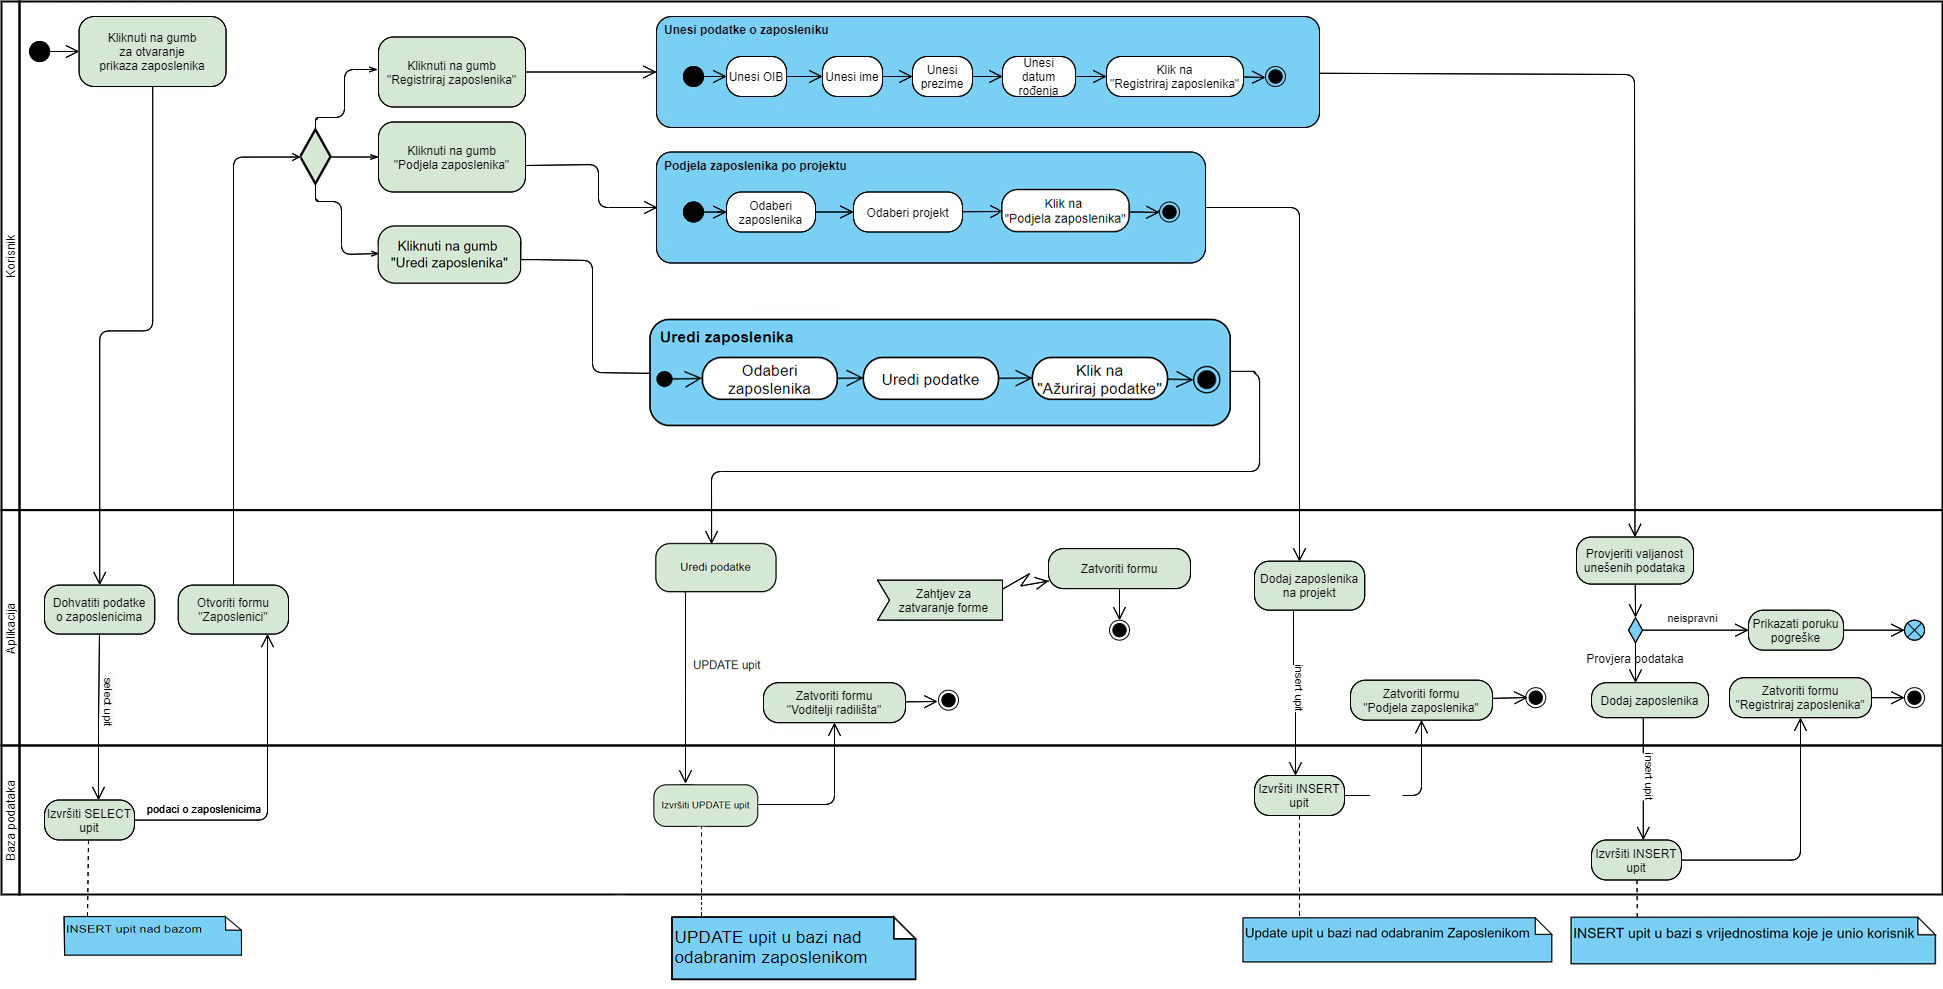 Korisnik
Kliknuti na gumb
za otvaranje
prikaza zaposlenika
Kliknuti na gumb
"Registriraj zaposlenika"
Kliknuti na gumb
"Podjela zaposlenika"
Kliknuti na gumb
"Uredi zaposlenika"
Unesi podatke o zaposleniku
Unesi OIB
Unesi ime
Unesi
prezime
Unesi
datum
rođenja
Klik na
"Registriraj zaposlenika"
Podjela zaposlenika po projektu
Odaberi
zaposlenika
Odaberi projekt
Klik na
"Podjela zaposlenika"
Uredi zaposlenika
Odaberi
zaposlenika
Uredi podatke
Klik na
"Ažuriraj podatke"
Aplikacija
Dohvatiti podatke
o zaposlenicima
Otvoriti formu
"Zaposlenici"
select upit
Uredi podatke
UPDATE upit
Zahtjev za
zatvaranje forme
Zatvoriti formu
Zatvoriti formu
"Voditelji radilišta"
Dodaj zaposlenika
na projekt
insert upit
Zatvoriti formu
"Podjela zaposlenika"
Provjeriti valjanost
unešenih podataka
neispravni
Prikazati poruku
pogreške
Provjera podataka
Dodaj zaposlenika
Zatvoriti formu
"Registriraj zaposlenika"
Baza podataka
Izvršiti SELECT
upit
podaci o zaposlenicima
Izvršiti UPDATE upit
Izvršiti INSERT
upit
insert upit
Izvršiti INSERT
upit
INSERT upit nad bazom
UPDATE upit u bazi nad
odabranim zaposlenikom
Update upit u bazi nad odabranim Zaposlenikom
INSERT upit u bazi s vrijednostima koje je unio korisnik